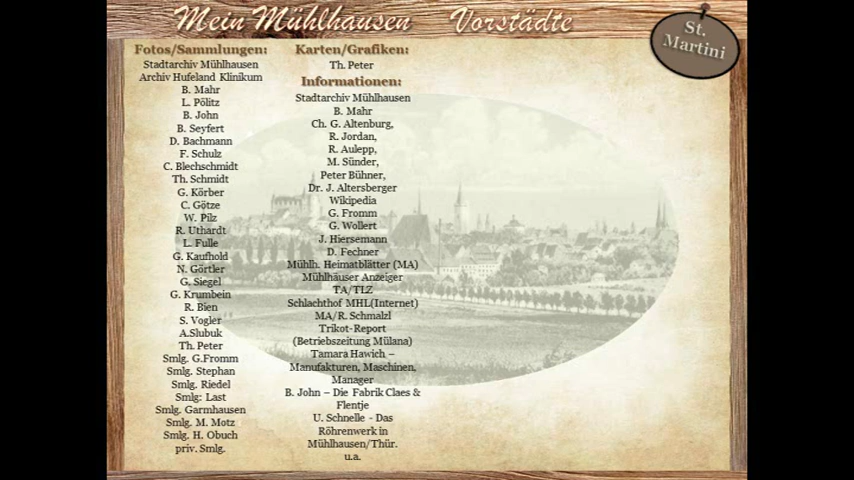 Mein Mühlhausen Vorstädte
St.
Martini
Fotos/Sammlungen:
Stadtarchiv Mühlhausen
Archiv Hufeland Klinikum
B. Mahr
L. Pölitz
B. John
B. Seyfert
D. Bachmann
F. Schulz
C. Blechschmidt
Th. Schmidt
G. Körber
C. Götze
W. Pilz
R. Uthardt
L. Fulle
G. Kaufhold
N. Görtler
G. Siegel
G. Krumbein
R. Bien
S. Vogler
A.Slubuk
Th. Peter
Smlg. G.Fromm
Smlg. Stephan
Smlg. Riedel
Smlg: Last
Smlg. Garmhausen
Smlg. M. Motz
Smlg. H. Obuch
priv. Smlg.
Karten/Grafiken:
Th. Peter
Informationen:
Stadtarchiv Mühlhausen
B. Mahr
Ch. G. Altenburg,
R. Jordan,
R. Aulepp,
M. Sünder,
Peter Bühner,
Dr. J. Altersberger
Wikipedia
G. Fromm
G. Wollert
J. Hiersemann
D. Fechner
Mühlh. Heimatblätter (MA)
Mühlhäuser Anzeiger
TA/TLZ
Schlachthof MHL(Internet)
MA/R. Schmalzl
Trikot-Report
(Betriebszeitung Mülana)
Tamara Hawich –
Manufakturen, Maschinen,
Manager
B. John – Die Fabrik Claes &
Flentje
U. Schnelle - Das
Röhrenwerk in
Mühlhausen/Thür.
u.a.